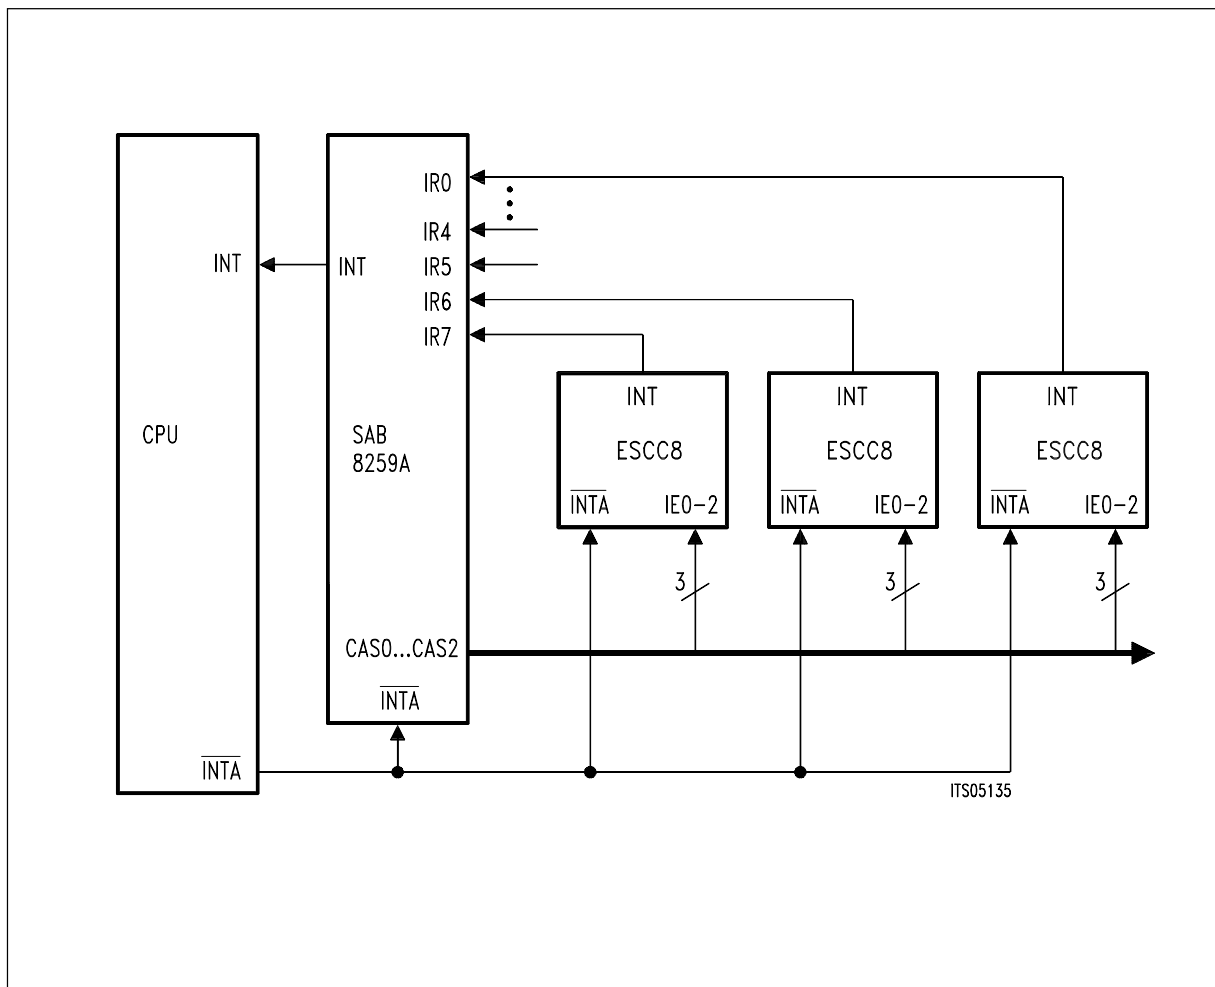 IR0
IR4
INT
INT
IR5
IR6
IR7
INT
INT
INT
CPU
SAB
8259A
ESCC8
ESCC8
ESCC8
INTA
IE0-2
INTA
IE0-2
INTA
IE0-2
3
3
3
CAS0...CAS2
INTA
INTA
ITS05135